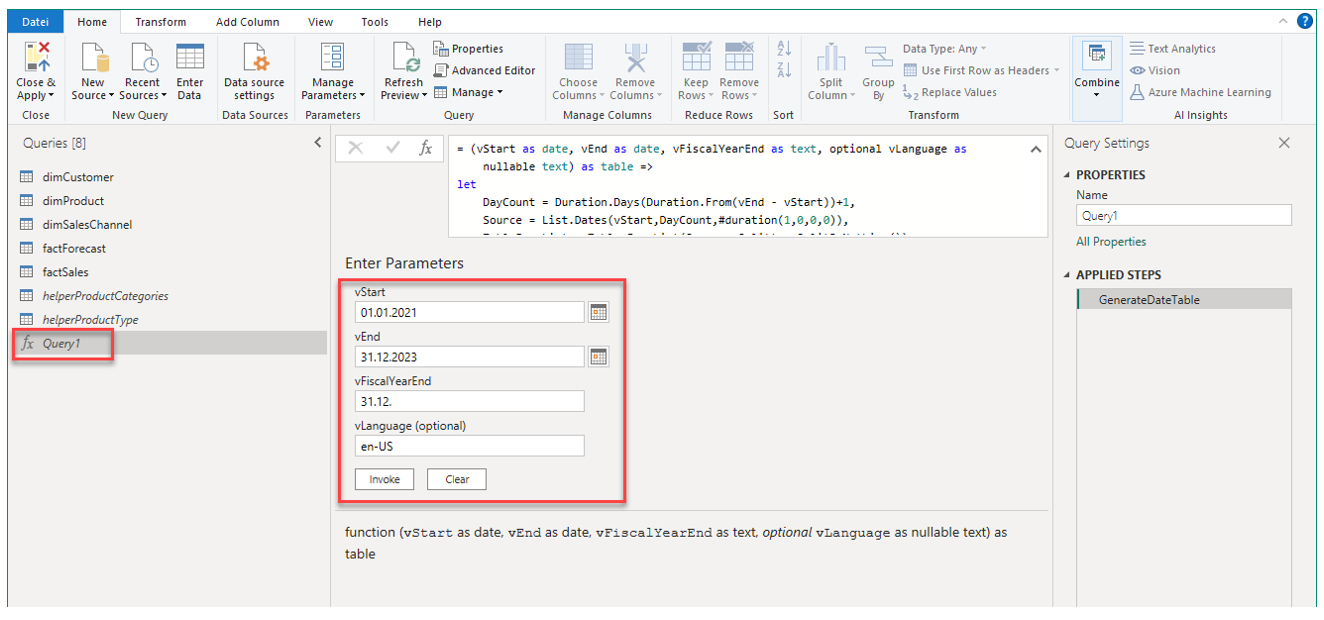 Datei Home Transform Add Column View Tools Help
Close & Apply New Source Recent Sources Enter Data Data source settings Manage Parameters Refresh Preview Properties Advanced Editor Manage Choose Columns Remove Columns Keep Rows Remove Rows Split Column Group By Data Type: Any Use First Row as Headers Replace Values Combine Text Analytics Vision Azure Machine Learning
Close New Query Data Sources Parameters Query Manage Columns Reduce Rows Sort Transform AI Insights
Queries [8]
dimCustomer
dimProduct
dimSalesChannel
factForecast
factSales
helperProductCategories
helperProductType
fx Query1
fx
= (vStart as date, vEnd as date, vFiscalYearEnd as text, optional vLanguage as
nullable text) as table =>
let
DayCount = Duration.Days(Duration.From(vEnd - vStart))+1,
Source = List.Dates(vStart,DayCount,#duration(1,0,0,0)),
Enter Parameters
vStart
01.01.2021
vEnd
31.12.2023
vFiscalYearEnd
31.12.
vLanguage (optional)
en-US
Invoke Clear
function (vStart as date, vEnd as date, vFiscalYearEnd as text, optional vLanguage as nullable text) as
table
Query Settings
PROPERTIES
Name
Query1
All Properties
APPLIED STEPS
GenerateDateTable